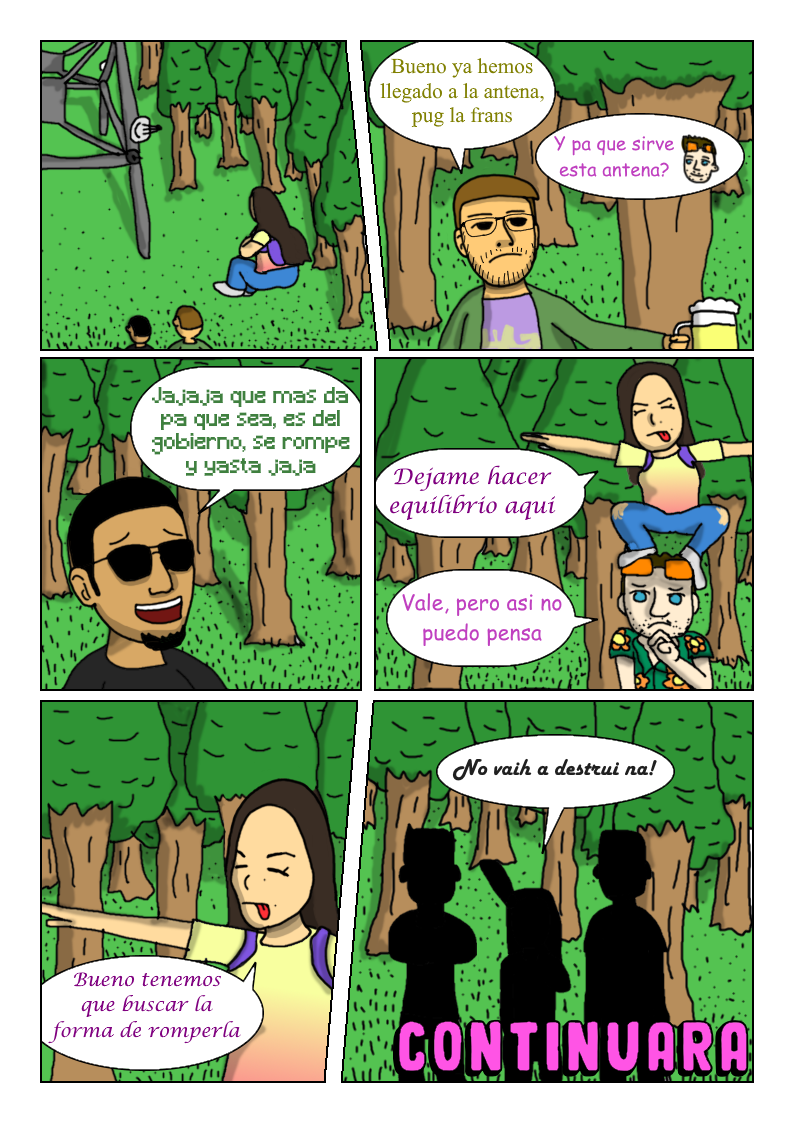 Bueno ya hemos
llegado a la antena,
pug la frans
Y pa que sirve
esta antena?
Ja,ja,ja que mas da
pa que sea, es del
gobierno, se rompe
y yasta ja,ja
Dejame hacer
equilibrio aqui
Vale, pero asi no
puedo pensa
Bueno tenemos
que buscar la
forma de romperla
No vaih a destrui na!
CONTINUARA